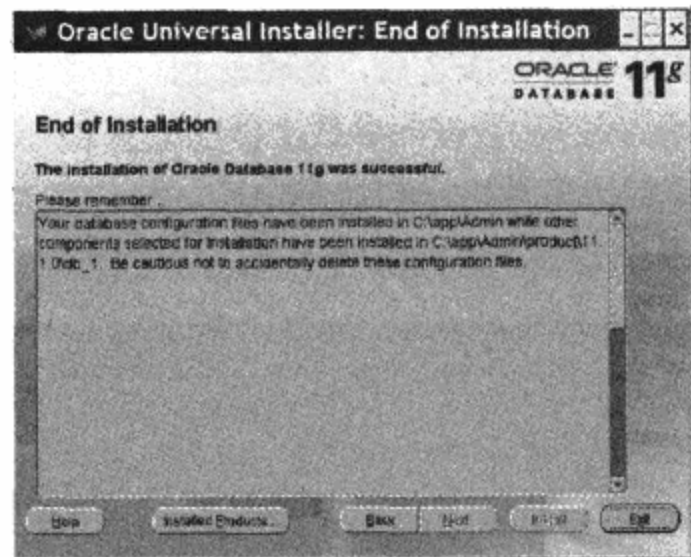 Oracle Universal Installer: End of Installation
ORACLE
DATABASE 11g
End of Installation
The installation of Oracle Database 11g was successful.
Please remember ...
Your database configuration files have been installed in C:\app\Admin while other
components selected for installation have been installed in C:\app\Admin\product\11.
1.0\db_1. Be cautious not to accidentally delete these configuration files.
Help Installed Products... Back Next Install Exit